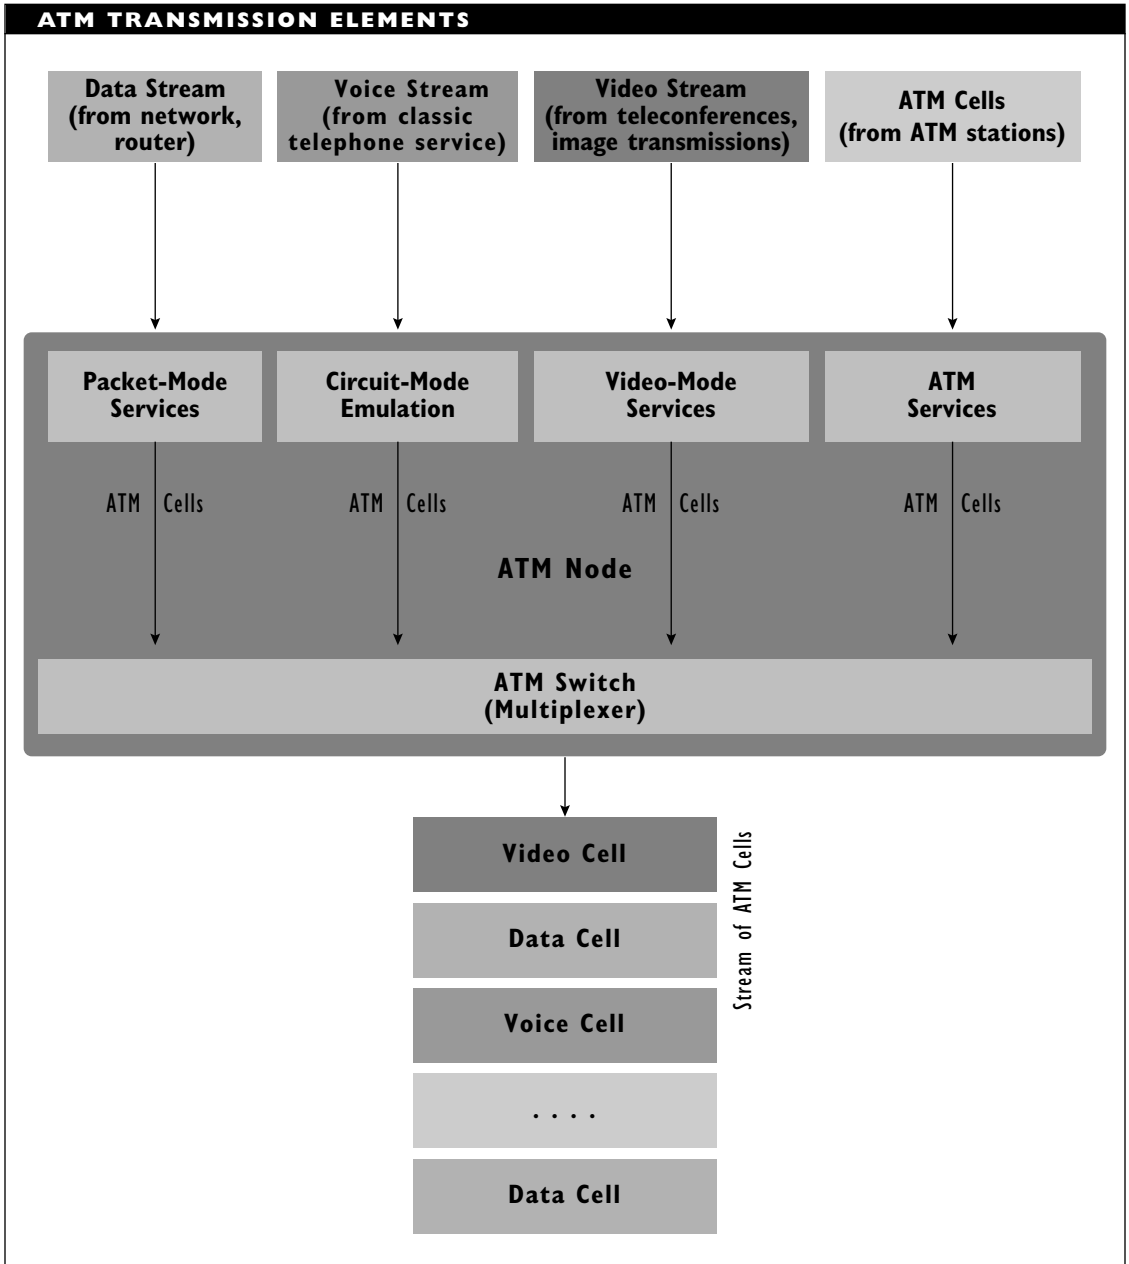 ATM TRANSMISSION ELEMENTS
Data Stream
(from network,
router)
Voice Stream
(from classic
telephone service)
Video Stream
(from teleconferences,
image transmissions)
ATM Cells
(from ATM stations)
Packet-Mode
Services
Circuit-Mode
Emulation
Video-Mode
Services
ATM
Services
ATM Cells
ATM Cells
ATM Cells
ATM Cells
ATM Node
ATM Switch
(Multiplexer)
Video Cell
Data Cell
Voice Cell
. . . .
Data Cell
Stream of ATM Cells